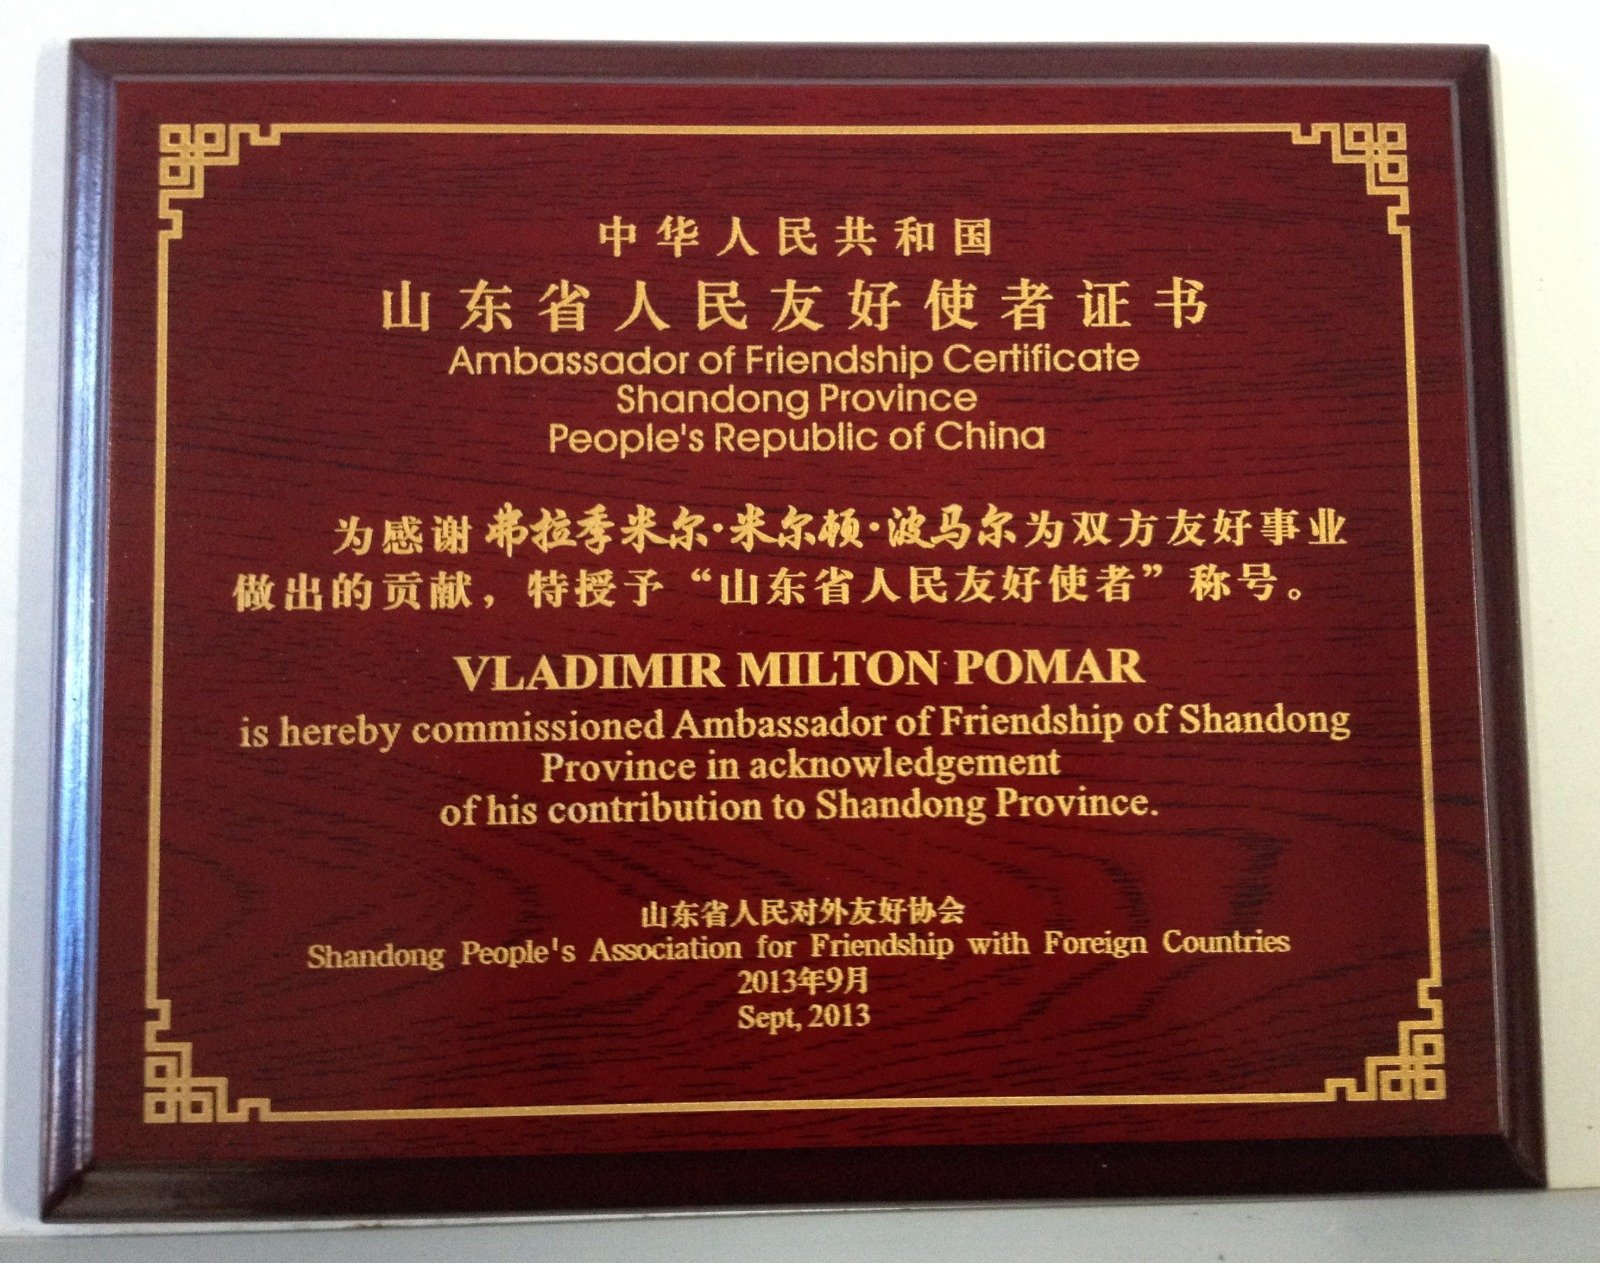 中华人民共和国
山东省人民友好使者证书
Ambassador of Friendship Certificate
Shandong Province
People's Republic of China
为感谢弗拉季米尔·米尔顿·波马尔为双方友好事业
做出的贡献，特授予“山东省人民友好使者”称号。
VLADIMIR MILTON POMAR
is hereby commissioned Ambassador of Friendship of Shandong
Province in acknowledgement
of his contribution to Shandong Province.
山东省人民对外友好协会
Shandong People's Association for Friendship with Foreign Countries
2013年9月
Sept, 2013